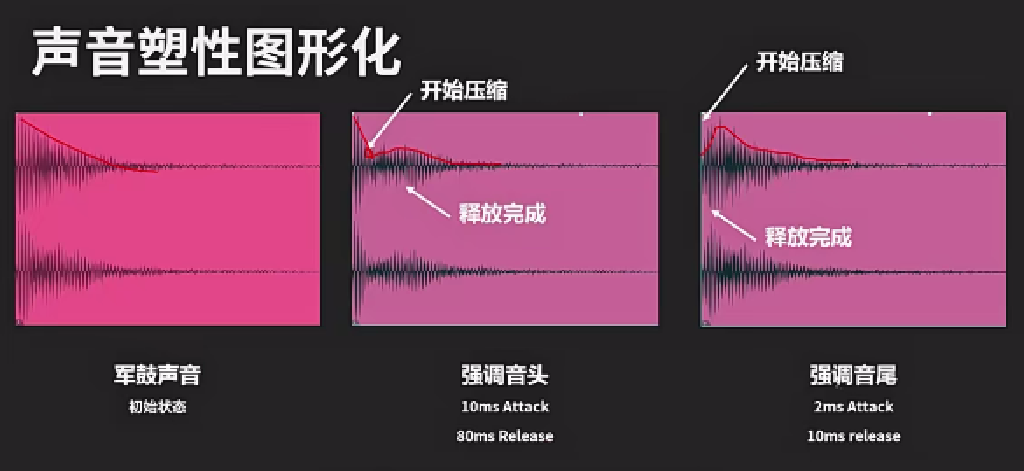 声音塑性图形化
开始压缩
开始压缩
释放完成
释放完成
军鼓声音
初始状态
强调音头
10ms Attack
80ms Release
强调音尾
2ms Attack
10ms release